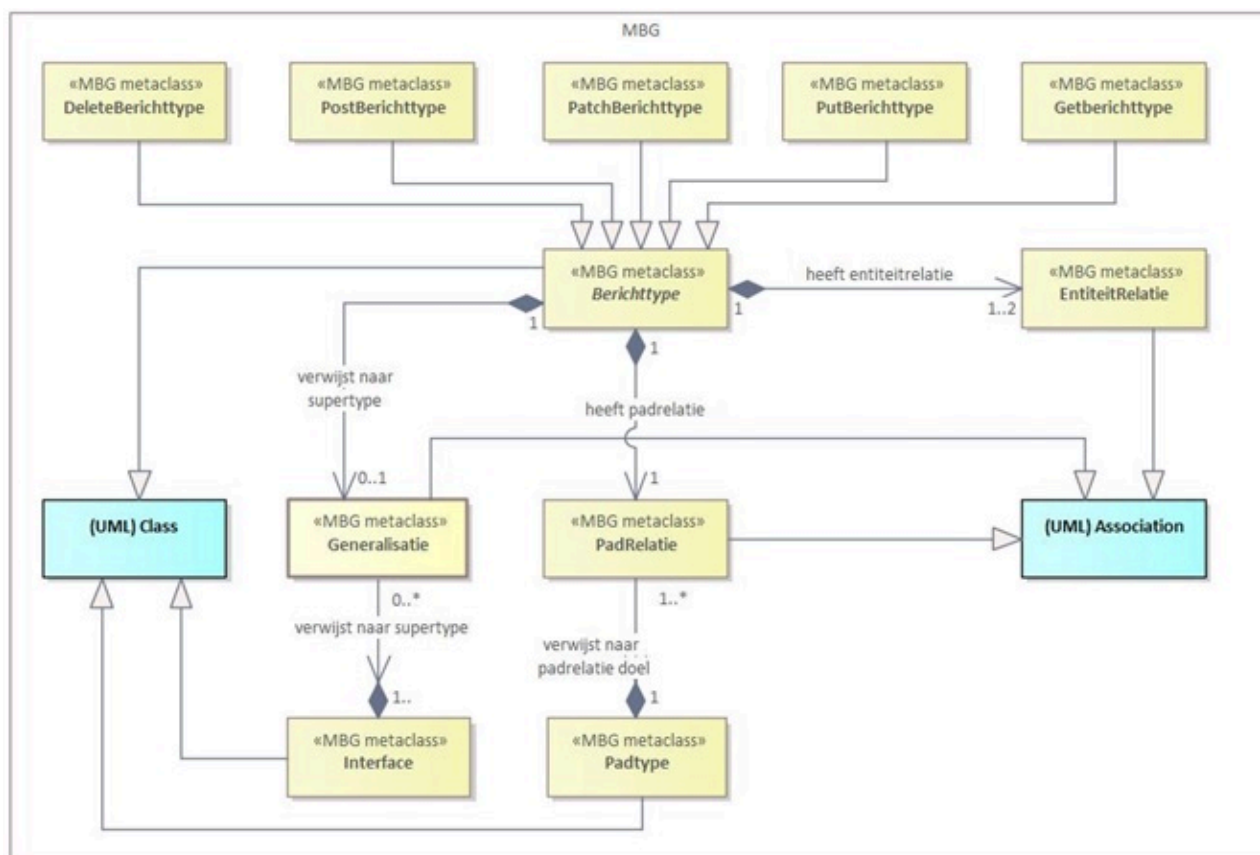 MBG
«MBG metaclass»
DeleteBerichttype
«MBG metaclass»
PostBerichttype
«MBG metaclass»
PatchBerichttype
«MBG metaclass»
PutBerichttype
«MBG metaclass»
Getberichttype
«MBG metaclass»
Berichttype
heeft entiteitrelatie
«MBG metaclass»
EntiteitRelatie
1
1
1..2
1
verwijst naar
supertype
heeft padrelatie
0..1
1
(UML) Class
«MBG metaclass»
Generalisatie
«MBG metaclass»
PadRelatie
(UML) Association
0..*
1..*
verwijst naar supertype
verwijst naar
padrelatie doel
1..
1
«MBG metaclass»
Interface
«MBG metaclass»
Padtype